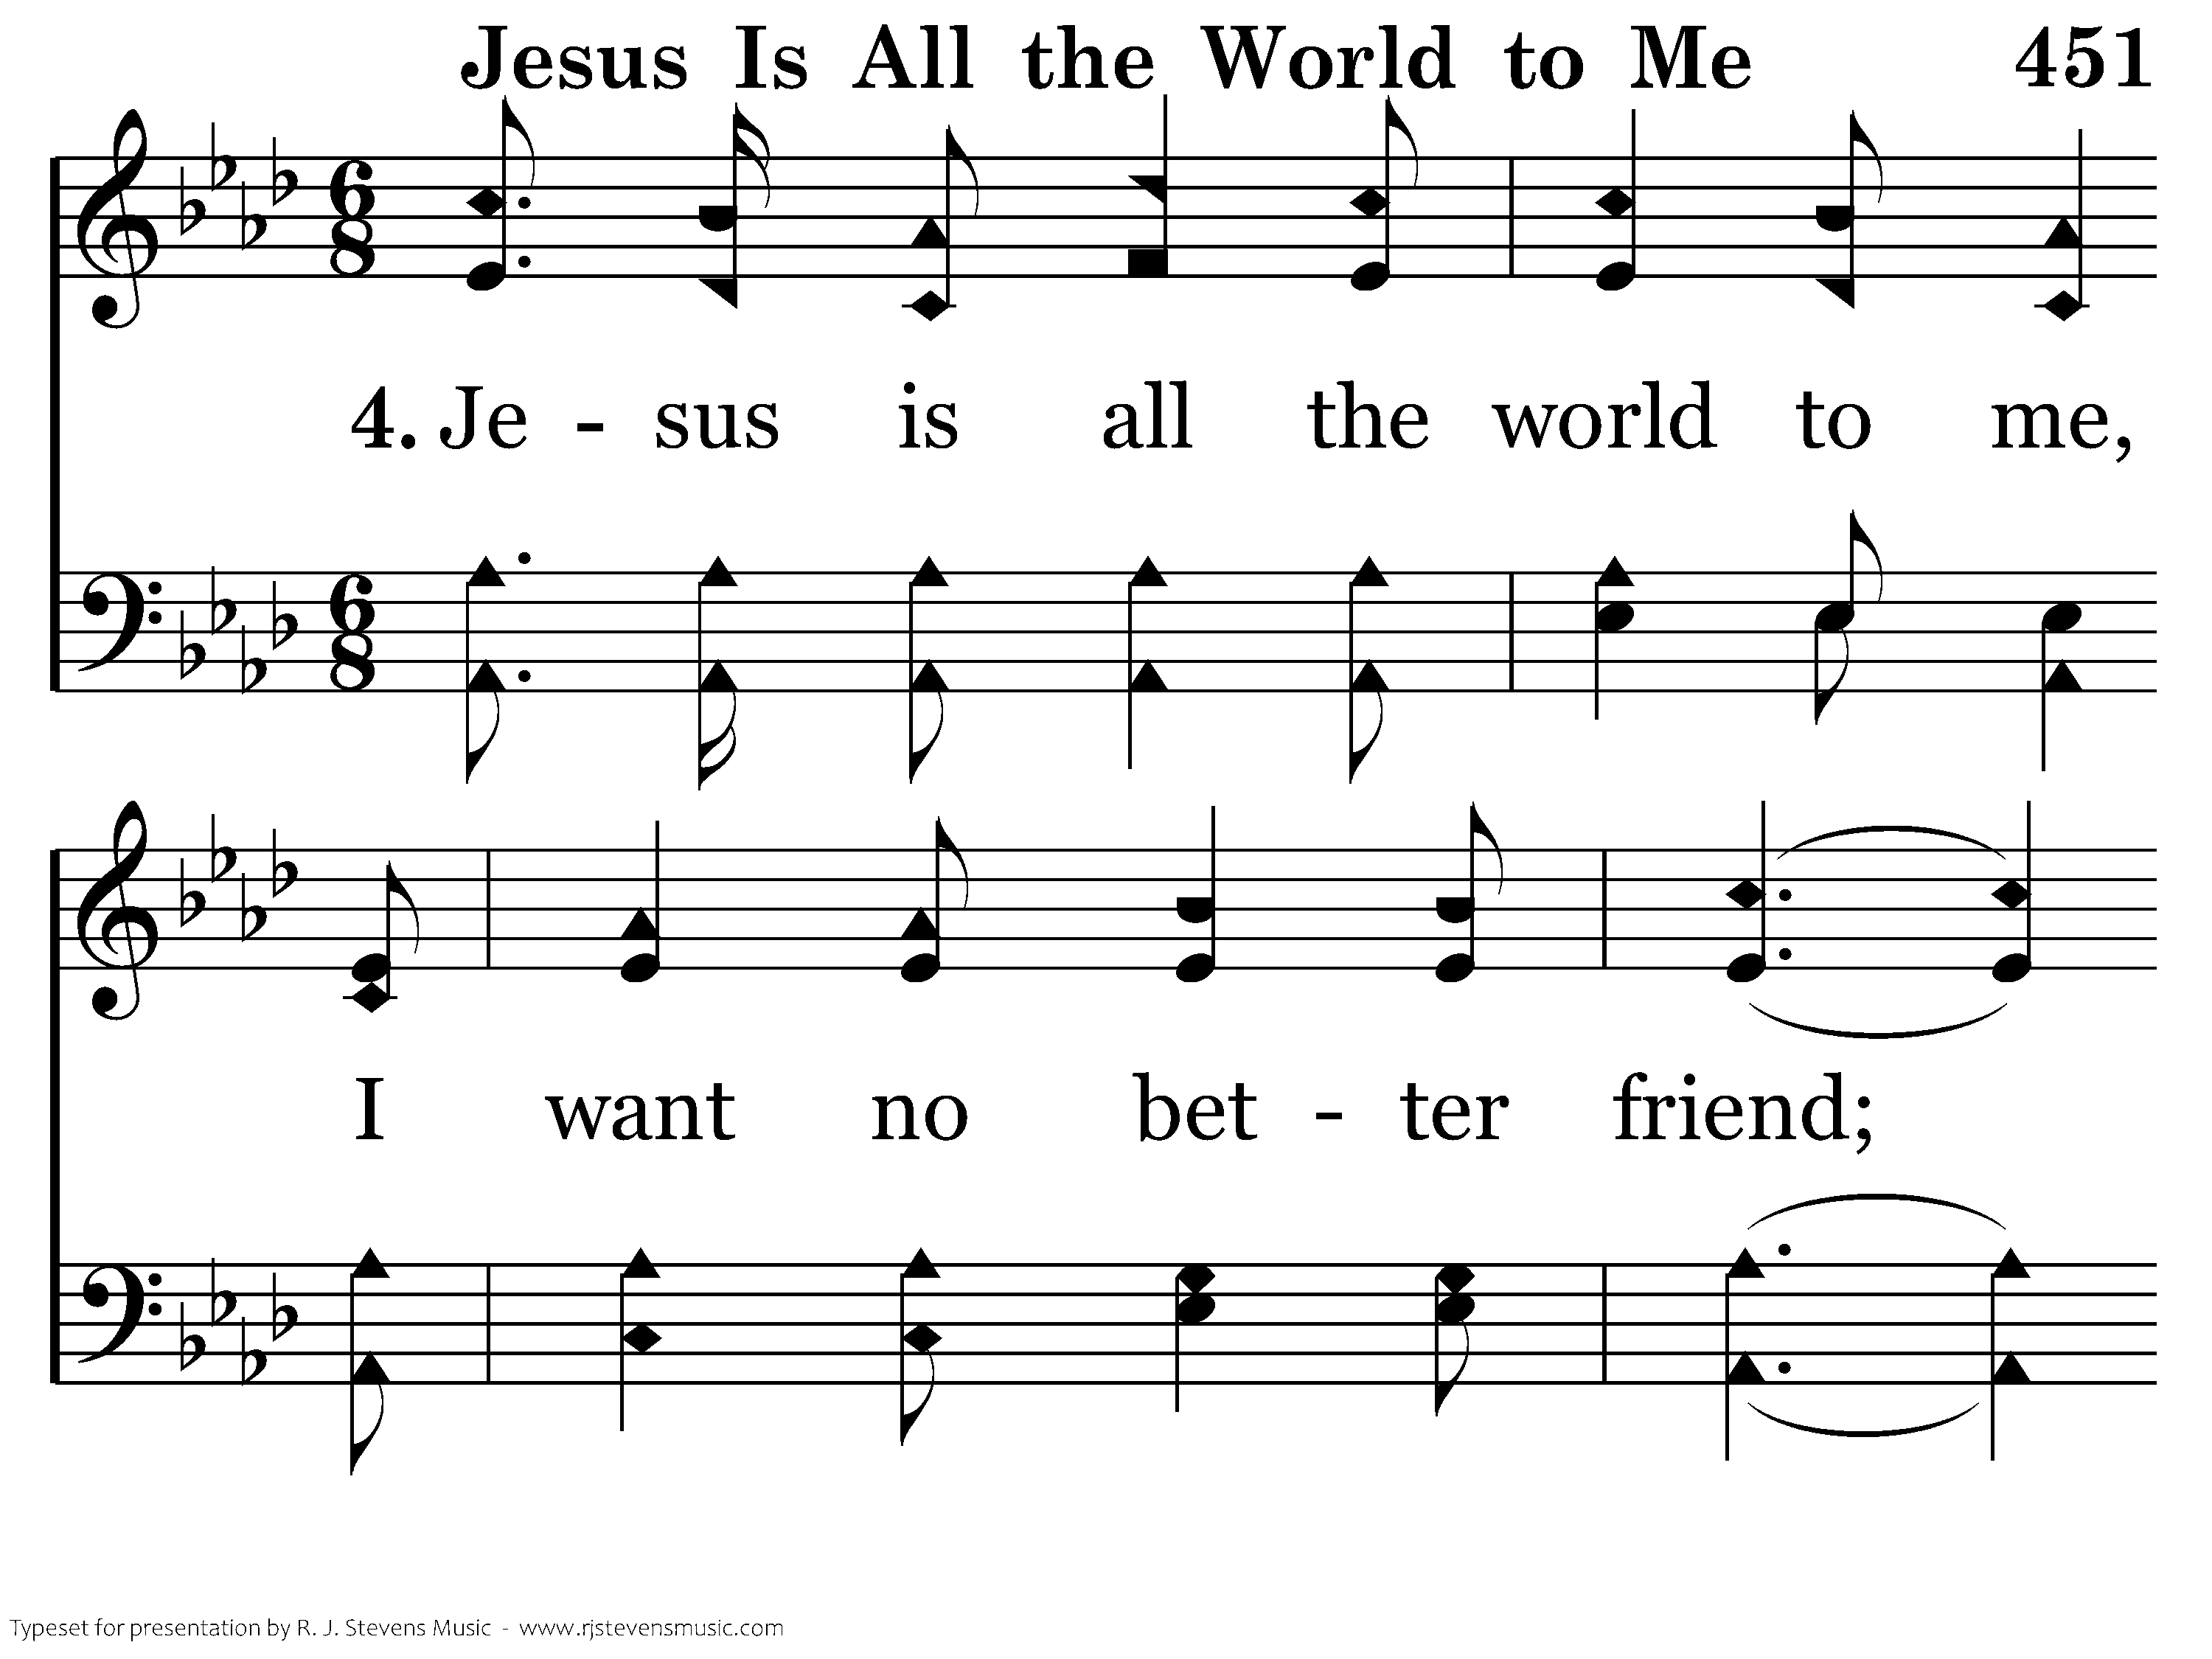 Jesus Is All the World to Me 451
6 8
4. Je - sus is all the world to me,
6 8
I want no bet - ter friend;
Typeset for presentation by R. J. Stevens Music - www.rjstevensmusic.com